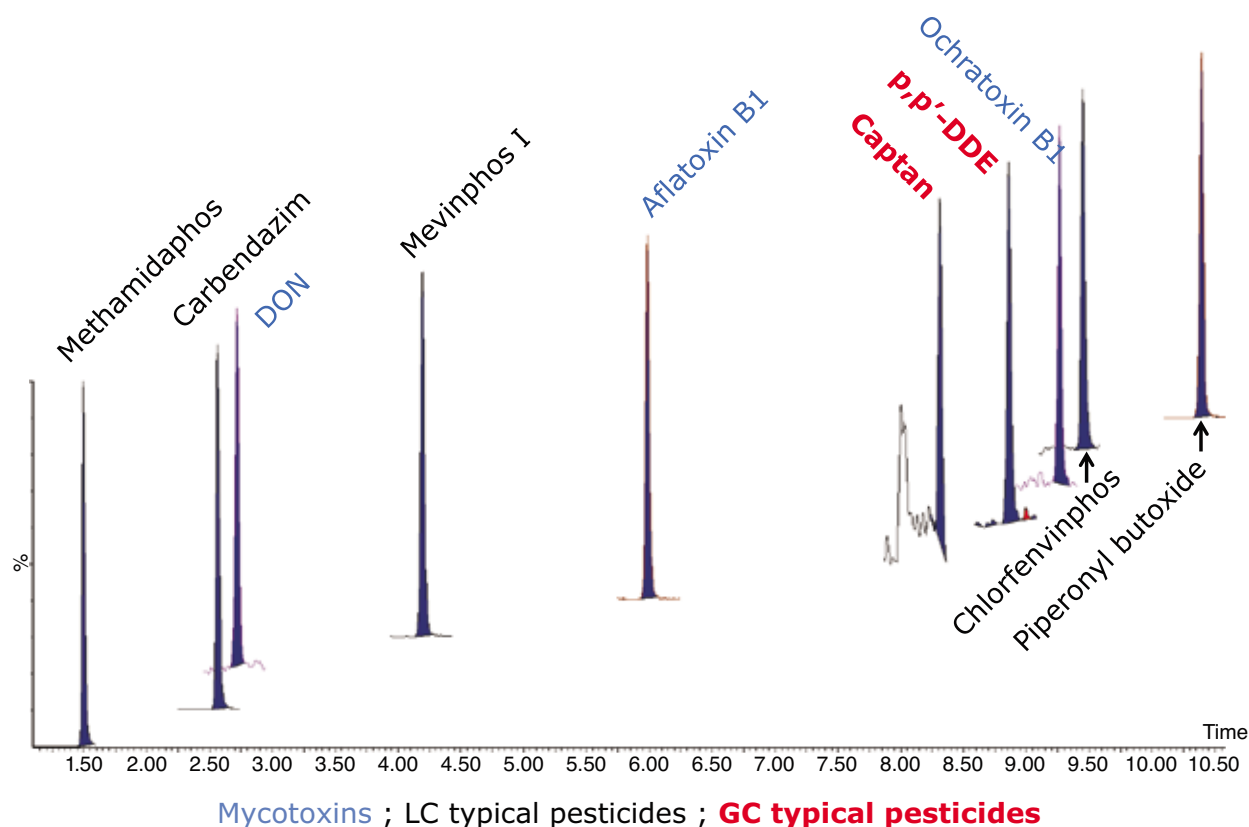 Ochratoxin B1
p,p’-DDE
Captan
Aflatoxin B1
Mevinphos I
Carbendazim
Methamidaphos
DON
%
Chlorfenvinphos
Piperonyl butoxide
Time
1.50 2.00 2.50 3.00 3.50 4.00 4.50 5.00 5.50 6.00 6.50 7.00 7.50 8.00 8.50 9.00 9.50 10.00 10.50
Mycotoxins ; LC typical pesticides ; GC typical pesticides